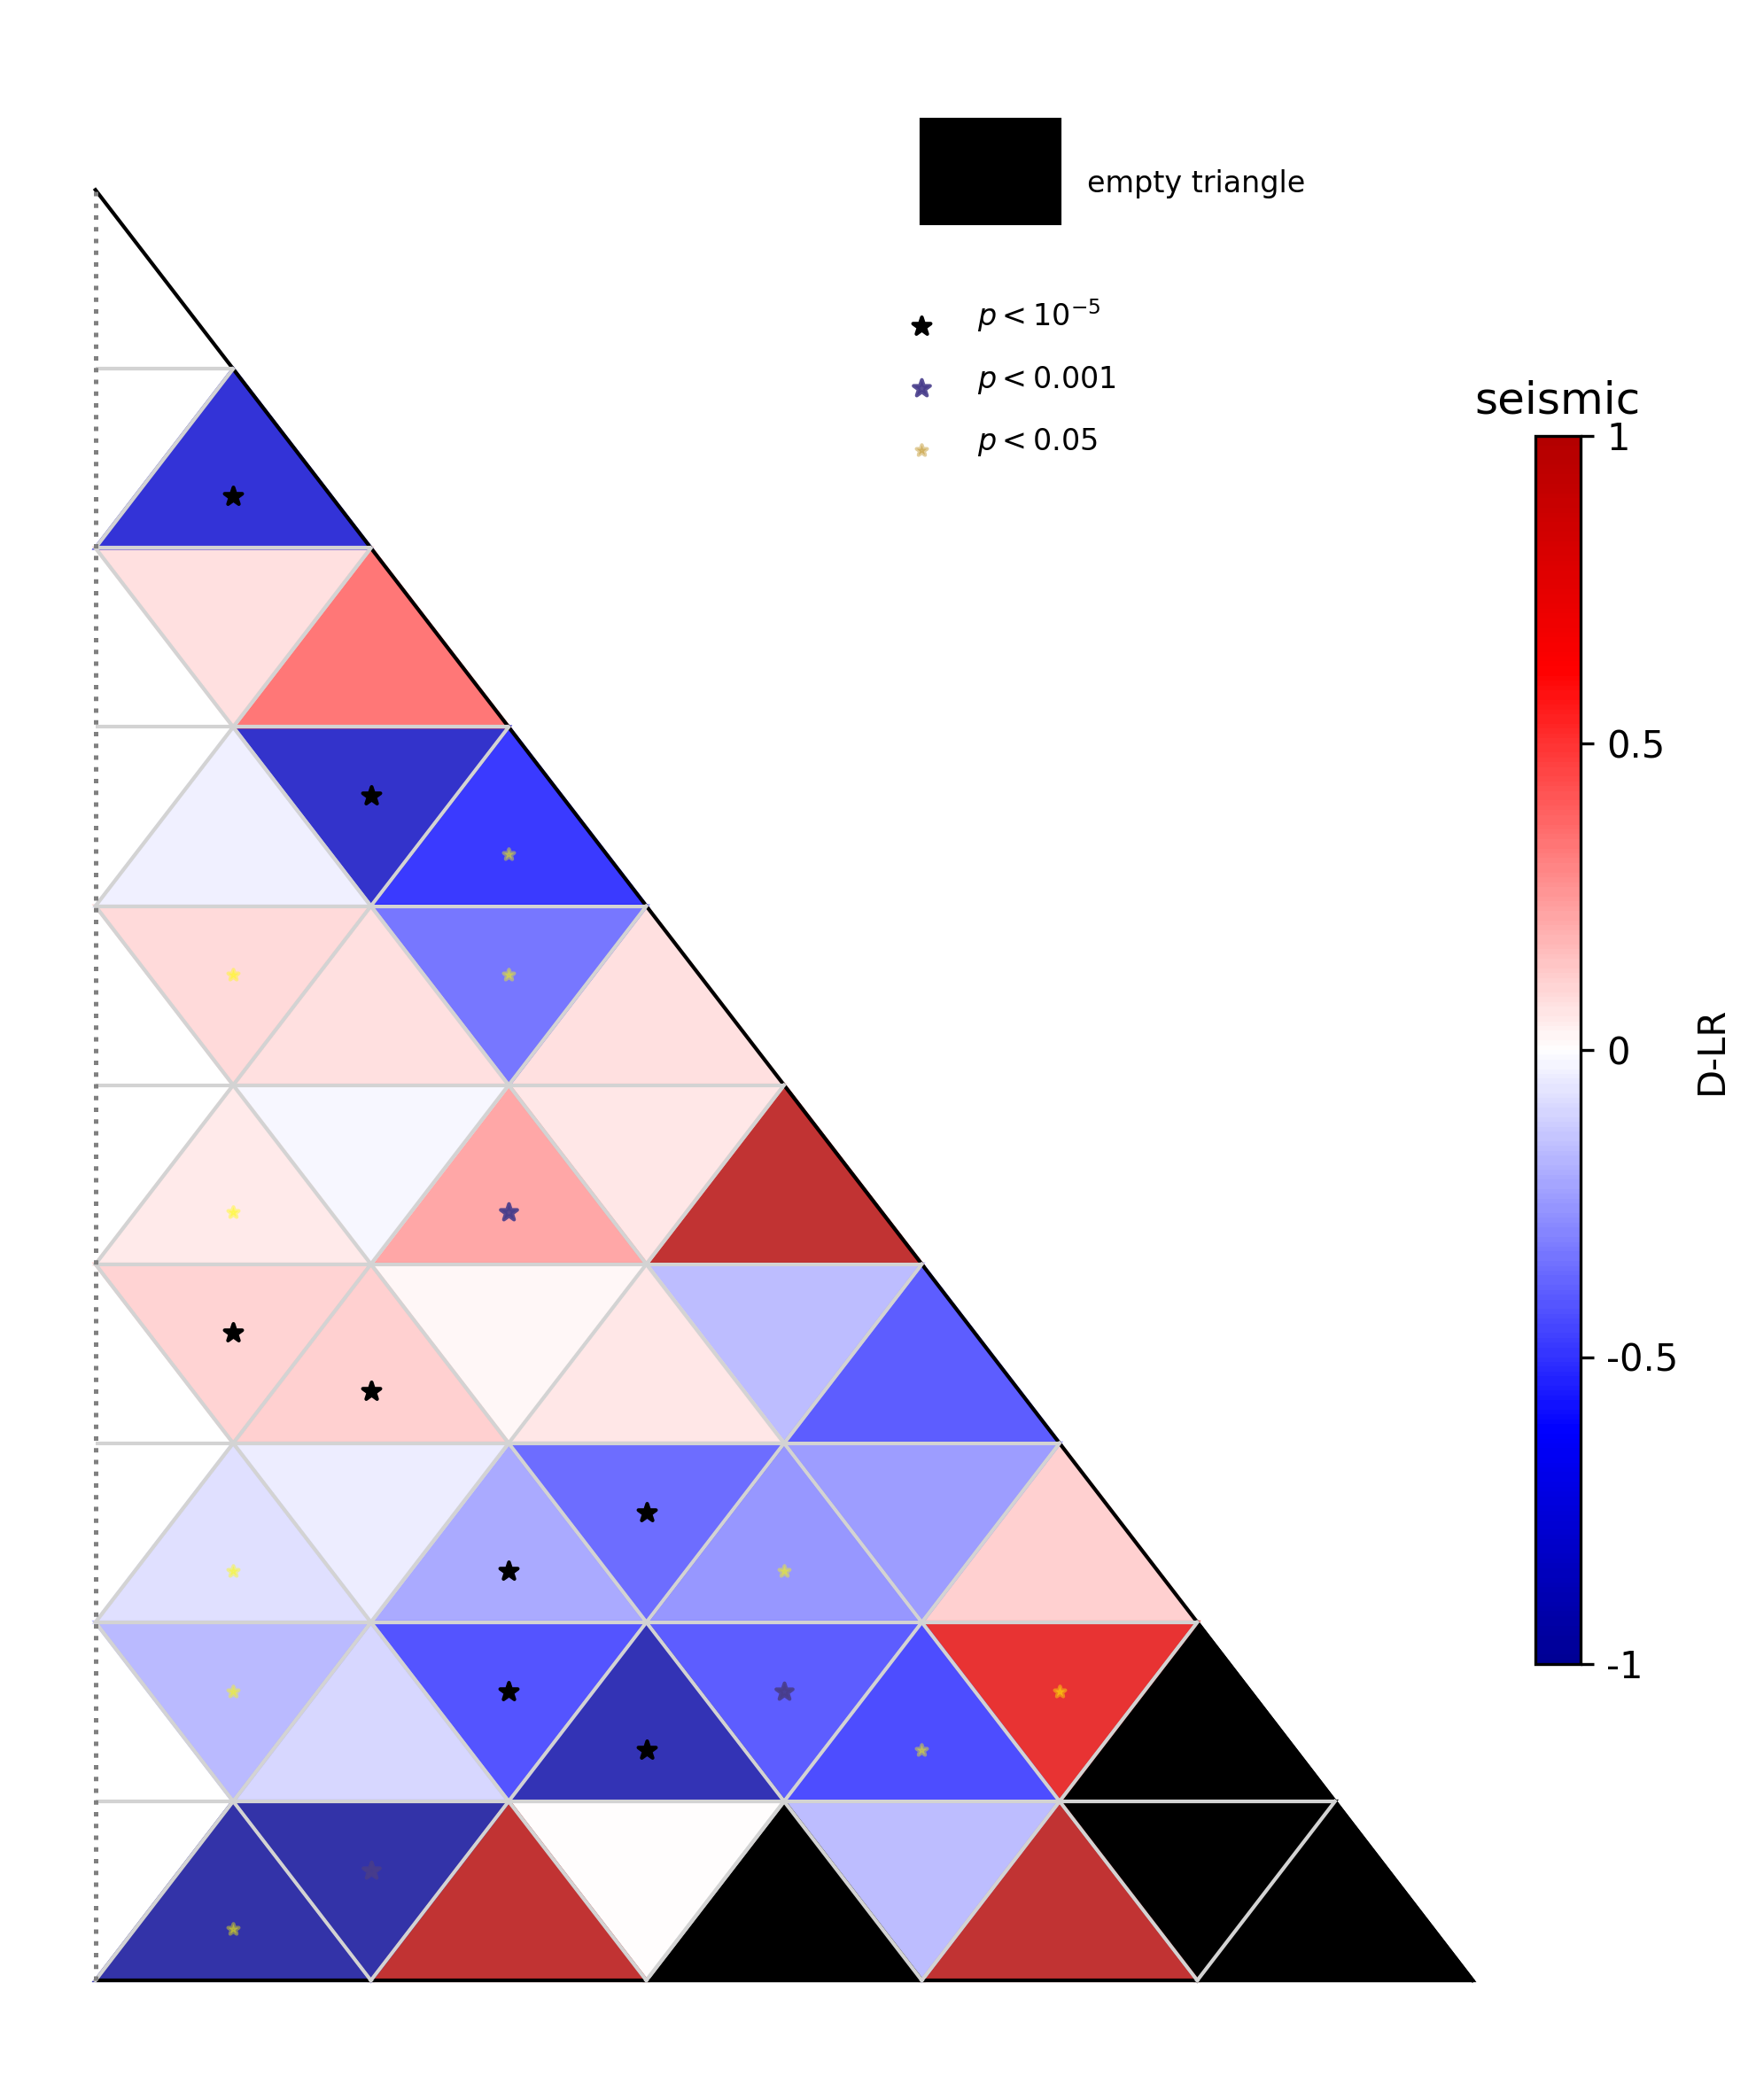 empty triangle
p < 10⁻⁵
p < 0.001
p < 0.05
seismic
1
0.5
0
-0.5
-1
D-LR